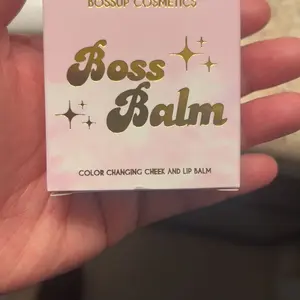 BOSSUP COSMETICS
Boss
Balm
COLOR CHANGING CHEEK AND LIP BALM